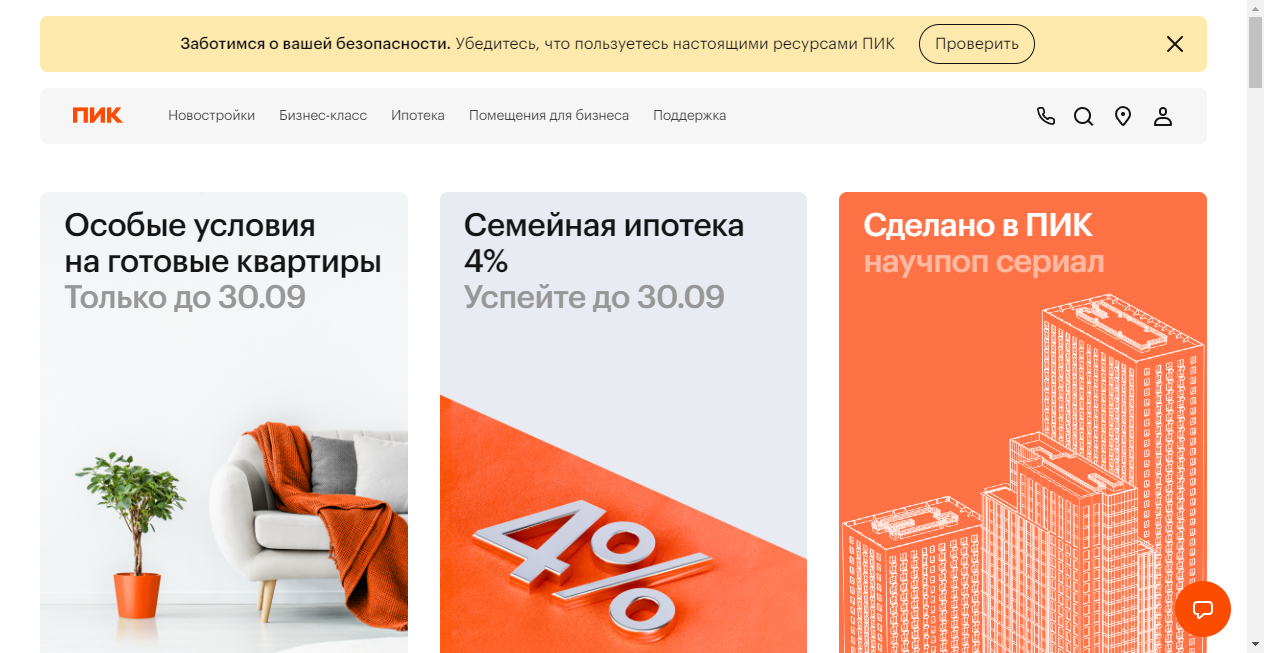 Заботимся о вашей безопасности. Убедитесь, что пользуетесь настоящими ресурсами ПИК Проверить
ПИК Новостройки Бизнес-класс Ипотека Помещения для бизнеса Поддержка
Особые условия
на готовые квартиры
Только до 30.09
Семейная ипотека
4%
Успейте до 30.09
4%
Сделано в ПИК
научпоп сериал